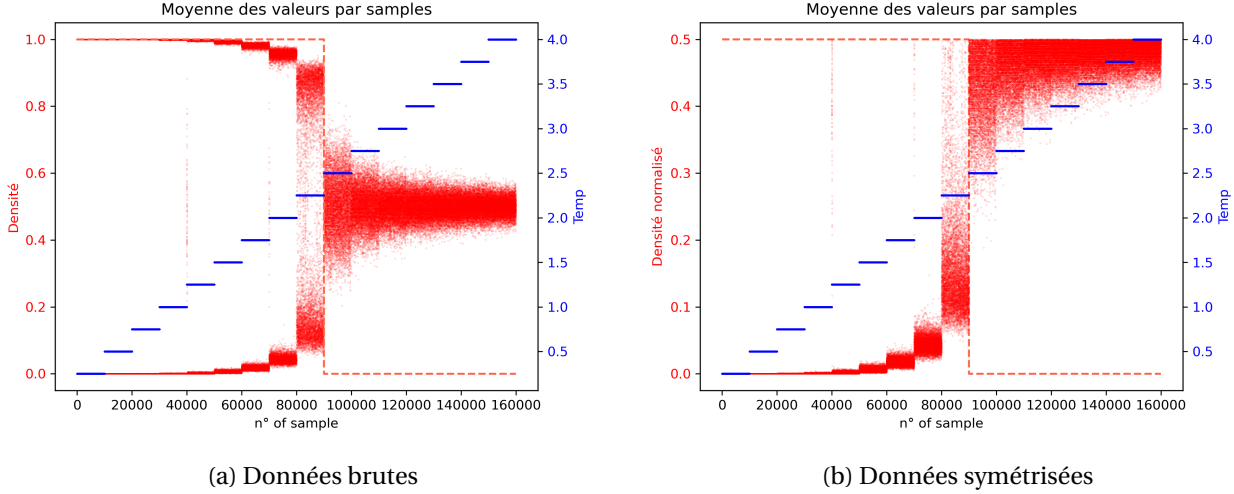 Moyenne des valeurs par samples
1.0
0.8
0.6
0.4
0.2
0.0
Densité
4.0
3.5
3.0
2.5
2.0
1.5
1.0
0.5
Temp
0 20000 40000 60000 80000 100000 120000 140000 160000
n° of sample
(a) Données brutes
Moyenne des valeurs par samples
0.5
0.4
0.3
0.2
0.1
0.0
Densité normalisé
4.0
3.5
3.0
2.5
2.0
1.5
1.0
0.5
Temp
0 20000 40000 60000 80000 100000 120000 140000 160000
n° of sample
(b) Données symétrisées